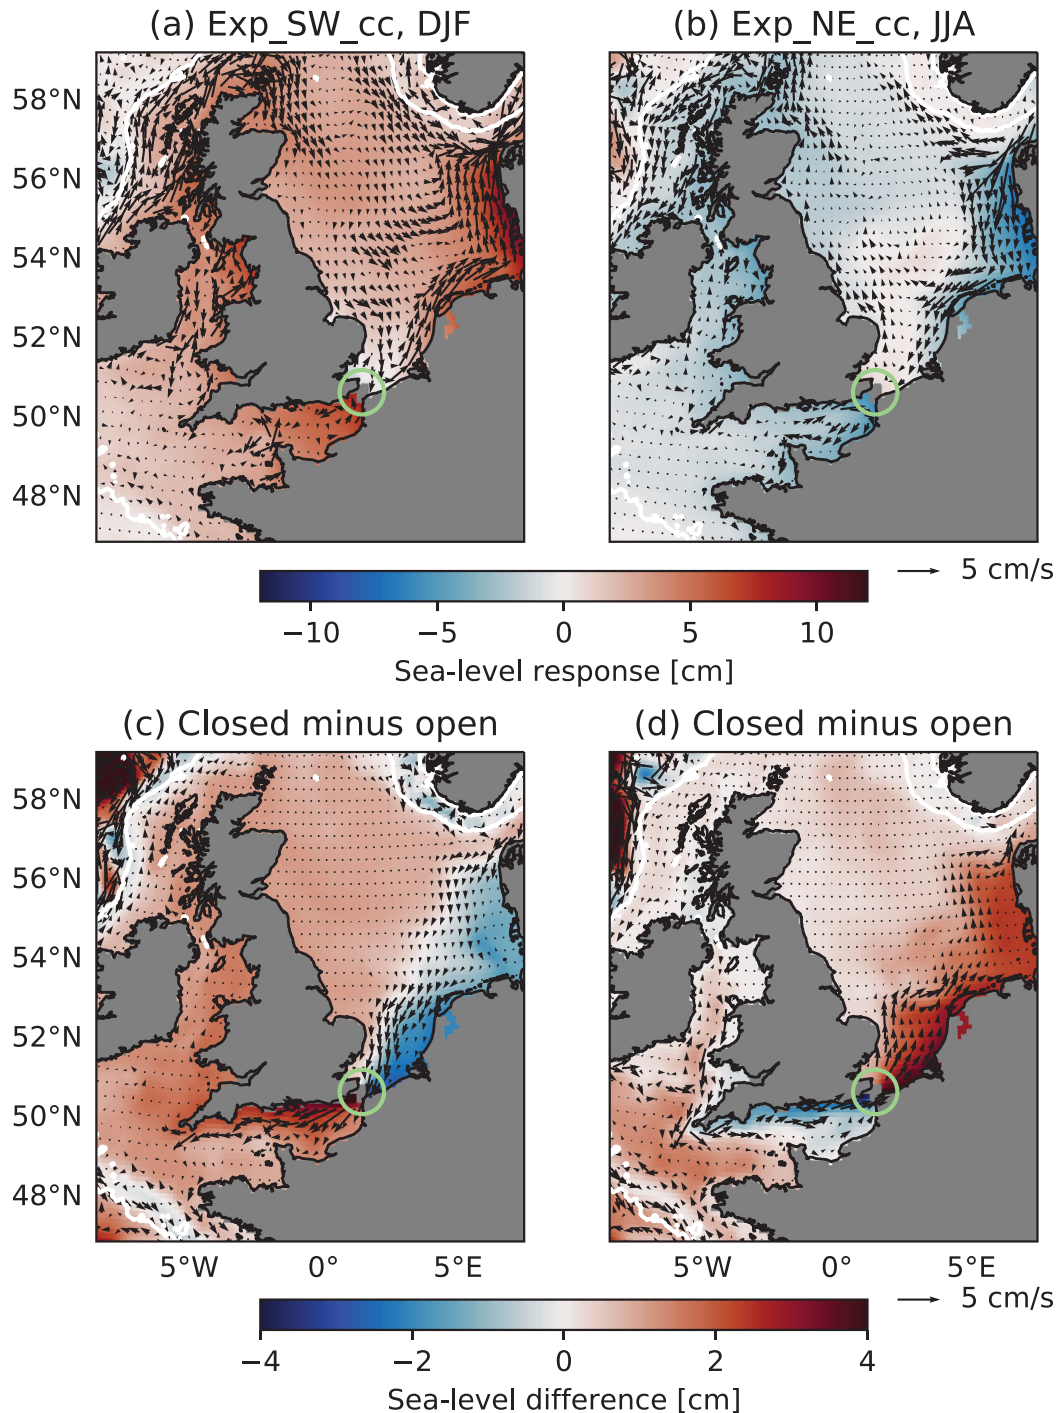 (a) Exp_SW_cc, DJF
(b) Exp_NE_cc, JJA
58°N
56°N
54°N
52°N
50°N
48°N
5 cm/s
−10 −5 0 5 10
Sea-level response [cm]
(c) Closed minus open
(d) Closed minus open
58°N
56°N
54°N
52°N
50°N
48°N
5°W 0° 5°E
5°W 0° 5°E
5 cm/s
−4 −2 0 2 4
Sea-level difference [cm]